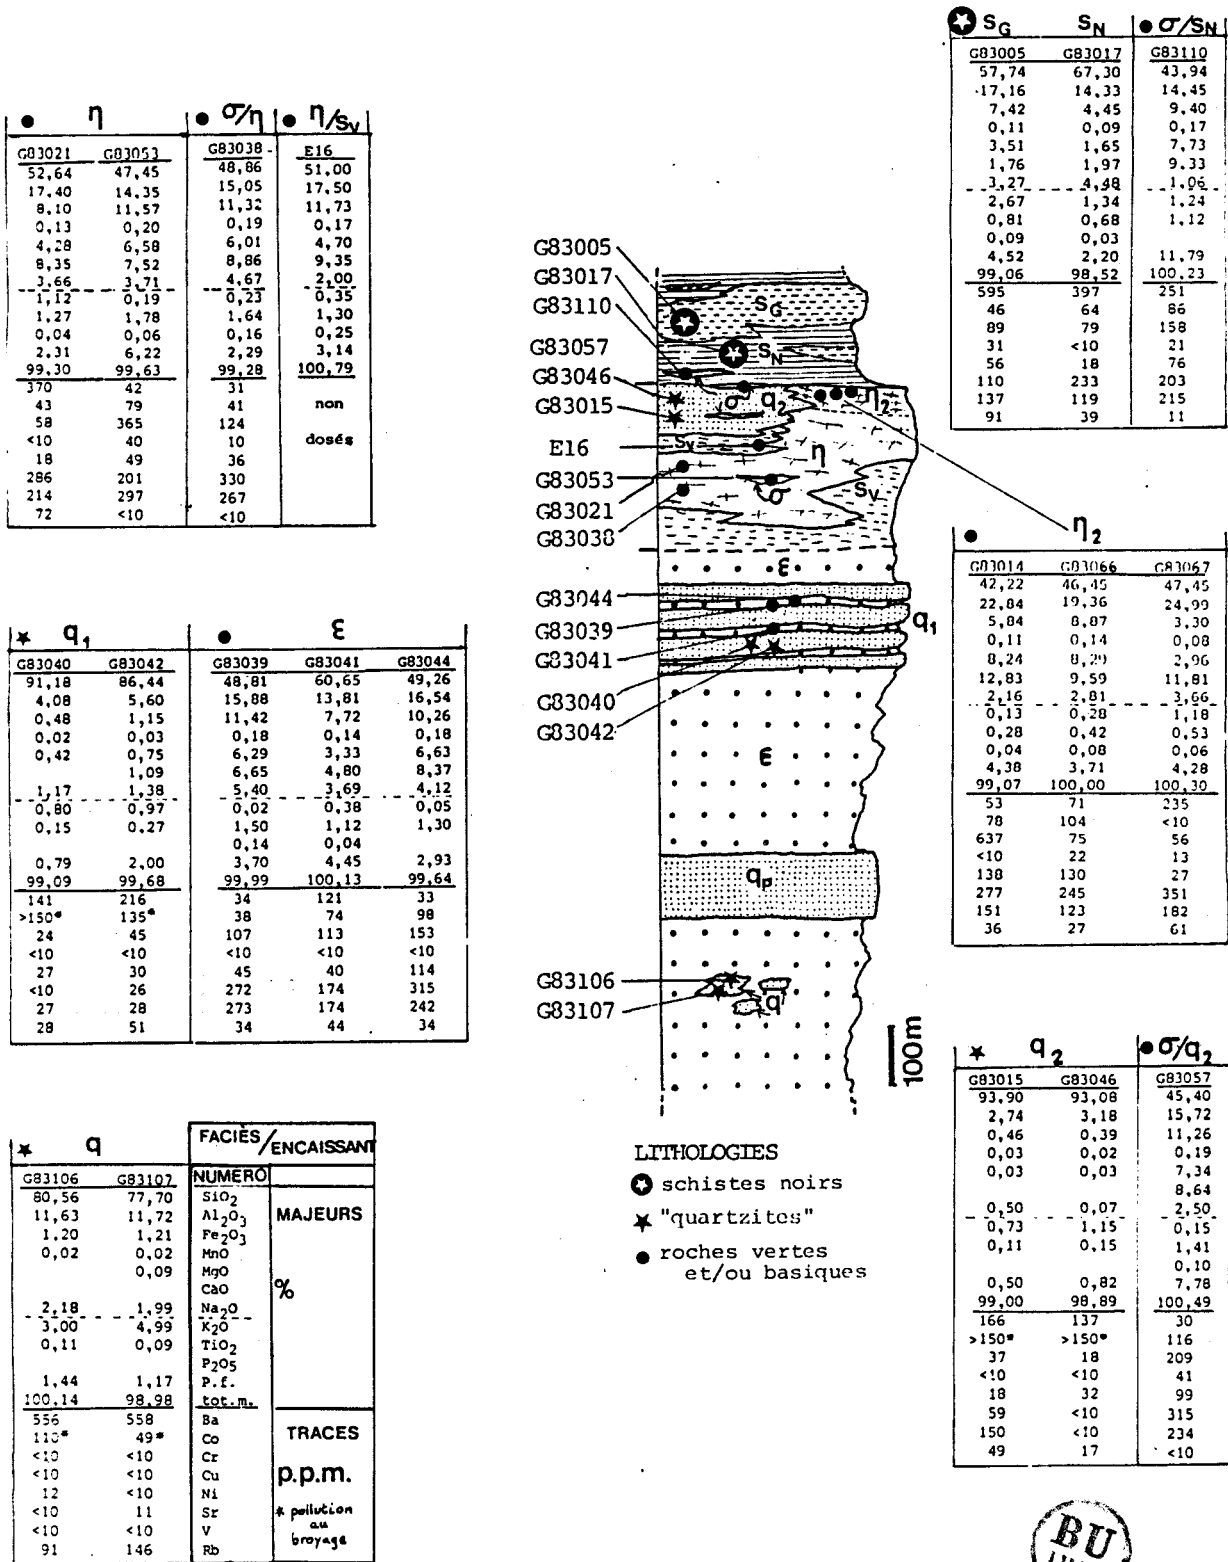 S_G S_N σ/S_N
G83005 G83017 G83110
57,74 67,30 43,94
17,16 14,33 14,45
7,42 4,45 9,40
0,11 0,09 0,17
3,51 1,65 7,73
1,76 1,97 9,33
3,27 4,48 1,06
2,67 1,34 1,24
0,81 0,68 1,12
0,09 0,03
4,52 2,20 11,79
99,06 98,52 100,23
595 397 251
46 64 86
89 79 158
31 <10 21
56 18 76
110 233 203
137 119 215
91 39 11
η σ/η η/S_V
G83021 G83053 G83038 E16
52,64 47,45 48,86 51,00
17,40 14,35 15,05 17,50
8,10 11,57 11,32 11,73
0,13 0,20 0,19 0,17
4,28 6,58 6,01 4,70
8,35 7,52 8,86 9,35
3,66 3,71 4,67 2,00
1,12 0,19 0,23 0,35
1,27 1,78 1,64 1,30
0,04 0,06 0,16 0,25
2,31 6,22 2,29 3,14
99,30 99,63 99,28 100,79
370 42 31
43 79 41 non
58 365 124
<10 40 10 dosés
18 49 36
286 201 330
214 297 267
72 <10 <10
G83005
G83017
G83110
G83057
G83046
G83015
E16
G83053
G83021
G83038
G83044
G83039
G83041
G83040
G83042
G83106
G83107
S_G
S_N
σ q_2 η_2
S_V
η
σ S_V
ε
q_1
ε
q_p
q
100m
η_2
G83014 G83066 G83067
42,22 46,45 47,45
22,84 19,36 24,99
5,84 8,87 3,30
0,11 0,14 0,08
8,24 8,29 2,96
12,83 9,59 11,81
2,16 2,81 3,66
0,13 0,28 1,18
0,28 0,42 0,53
0,04 0,08 0,06
4,38 3,71 4,28
99,07 100,00 100,30
53 71 235
78 104 <10
637 75 56
<10 22 13
138 130 27
277 245 351
151 123 182
36 27 61
q_1 ε
G83040 G83042 G83039 G83041 G83044
91,18 86,44 48,81 60,65 49,26
4,08 5,60 15,88 13,81 16,54
0,48 1,15 11,42 7,72 10,26
0,02 0,03 0,18 0,14 0,18
0,42 0,75 6,29 3,33 6,63
1,09 6,65 4,80 8,37
1,17 1,38 5,40 3,69 4,12
0,80 0,97 0,02 0,38 0,05
0,15 0,27 1,50 1,12 1,30
0,14 0,04
0,79 2,00 3,70 4,45 2,93
99,09 99,68 99,99 100,13 99,64
141 216 34 121 33
>150* 135* 38 74 98
24 45 107 113 153
<10 <10 <10 <10 <10
27 30 45 40 114
<10 26 272 174 315
27 28 273 174 242
28 51 34 44 34
q_2 σ/q_2
G83015 G83046 G83057
93,90 93,08 45,40
2,74 3,18 15,72
0,46 0,39 11,26
0,03 0,02 0,19
0,03 0,03 7,34
8,64
0,50 0,07 2,50
0,73 1,15 0,15
0,11 0,15 1,41
0,10
0,50 0,82 7,78
99,00 98,89 100,49
166 137 30
>150* >150* 116
37 18 209
<10 <10 41
18 32 99
59 <10 315
150 <10 234
49 17 <10
q FACIÈS/ENCAISSANT
G83106 G83107 NUMERO
80,56 77,70 SiO2 MAJEURS
11,63 11,72 Al2O3
1,20 1,21 Fe2O3
0,02 0,02 MnO
0,09 MgO
CaO %
2,18 1,99 Na2O
3,00 4,99 K2O
0,11 0,09 TiO2
P2O5
1,44 1,17 P.f.
100,14 98,98 tot.m.
556 558 Ba
110* 49* Co TRACES
<10 <10 Cr
<10 <10 Cu p.p.m.
12 <10 Ni
<10 11 Sr * pollution
<10 <10 V au
91 146 Rb broyage
LITHOLOGIES
schistes noirs
"quartzites"
roches vertes
et/ou basiques
BU